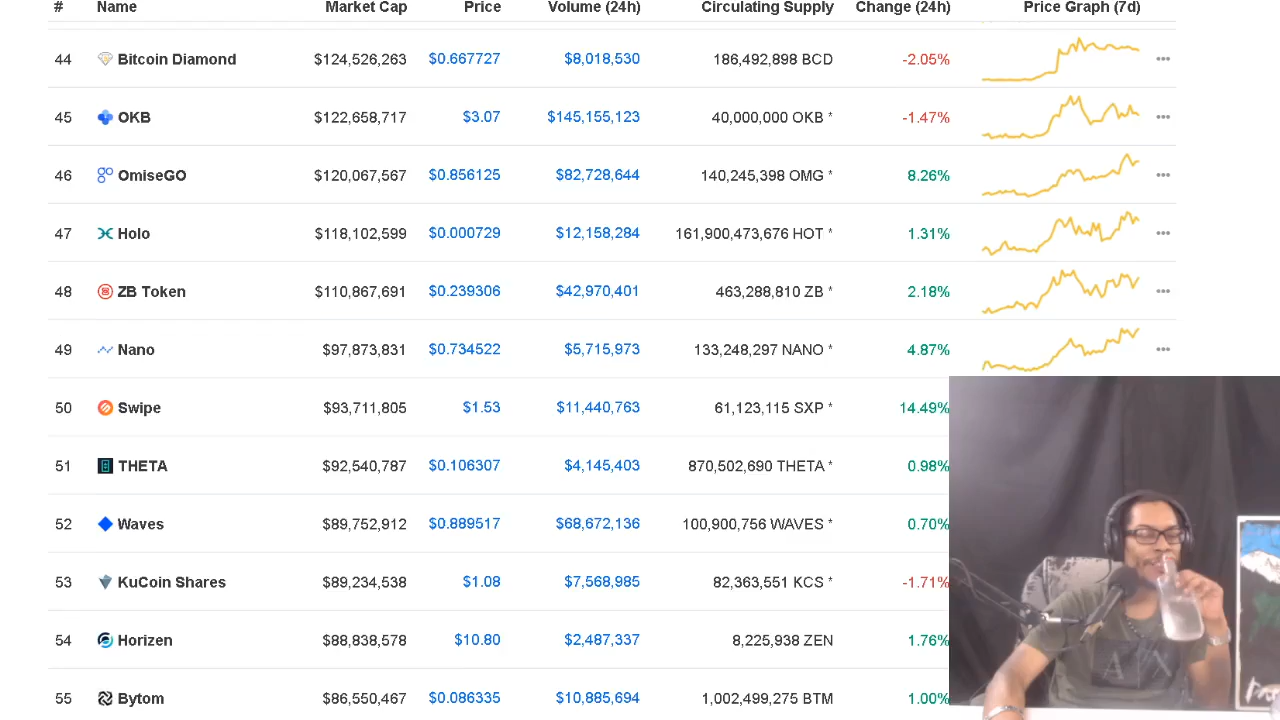 # Name Market Cap Price Volume (24h) Circulating Supply Change (24h) Price Graph (7d)
44 Bitcoin Diamond $124,526,263 $0.667727 $8,018,530 186,492,898 BCD -2.05%
45 OKB $122,658,717 $3.07 $145,155,123 40,000,000 OKB * -1.47%
46 OmiseGO $120,067,567 $0.856125 $82,728,644 140,245,398 OMG * 8.26%
47 Holo $118,102,599 $0.000729 $12,158,284 161,900,473,676 HOT * 1.31%
48 ZB Token $110,867,691 $0.239306 $42,970,401 463,288,810 ZB * 2.18%
49 Nano $97,873,831 $0.734522 $5,715,973 133,248,297 NANO * 4.87%
50 Swipe $93,711,805 $1.53 $11,440,763 61,123,115 SXP * 14.49%
51 THETA $92,540,787 $0.106307 $4,145,403 870,502,690 THETA * 0.98%
52 Waves $89,752,912 $0.889517 $68,672,136 100,900,756 WAVES * 0.70%
53 KuCoin Shares $89,234,538 $1.08 $7,568,985 82,363,551 KCS * -1.71%
54 Horizen $88,838,578 $10.80 $2,487,337 8,225,938 ZEN 1.76%
55 Bytom $86,550,467 $0.086335 $10,885,694 1,002,499,275 BTM 1.00%